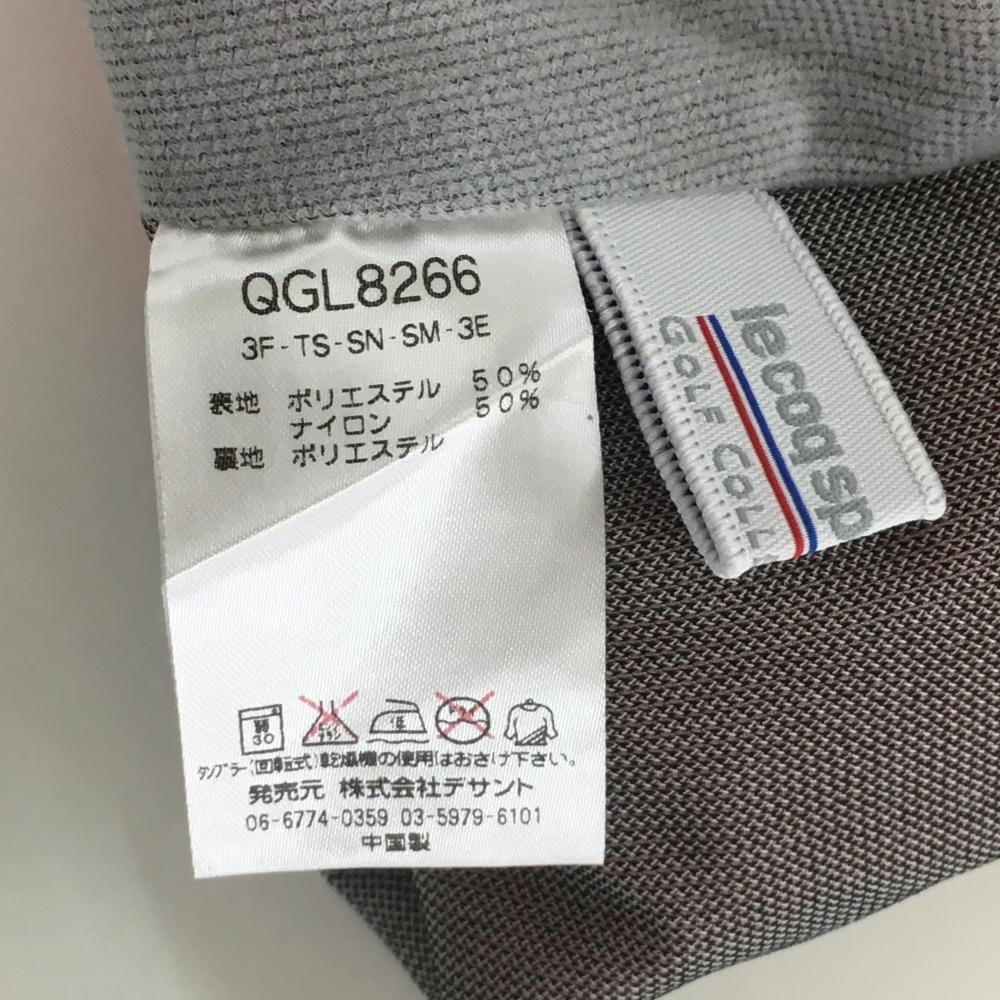 QGL8266
3F-TS-SN-SM-3E
表地 ポリエステル 50%
ナイロン 50%
裏地 ポリエステル
30
低
タンブラー(回転式)乾燥機の使用はおさけ下さい。
発売元 株式会社デサント
06-6774-0359 03-5979-6101
中国製
le coq sp
GOLF COLL